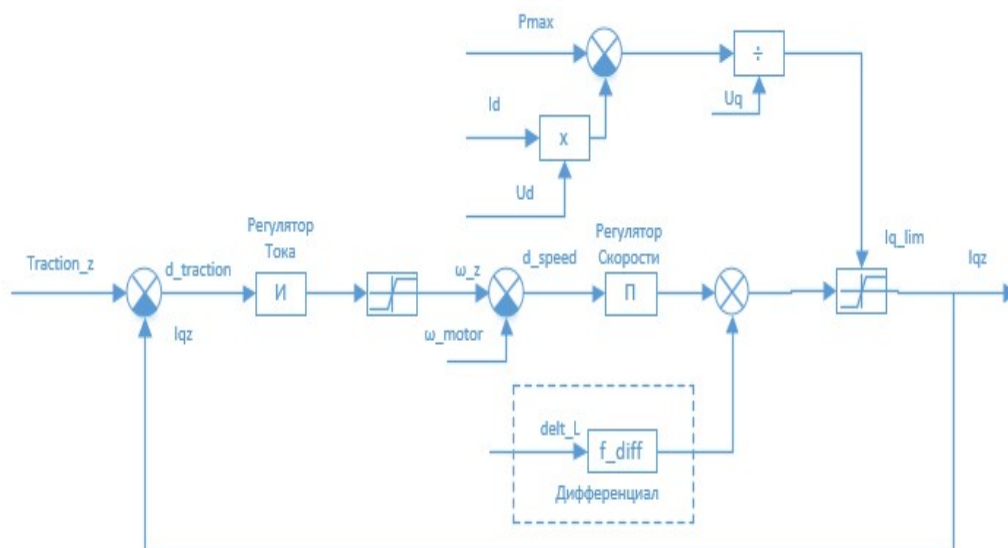 Pmax
÷
Id
Uq
x
Ud
Регулятор
Тока
Регулятор
Скорости
Iq_lim
Traction_z
d_traction
ω_z
d_speed
Iqz
И
П
Iqz
ω_motor
delt_L
f_diff
Дифференциал